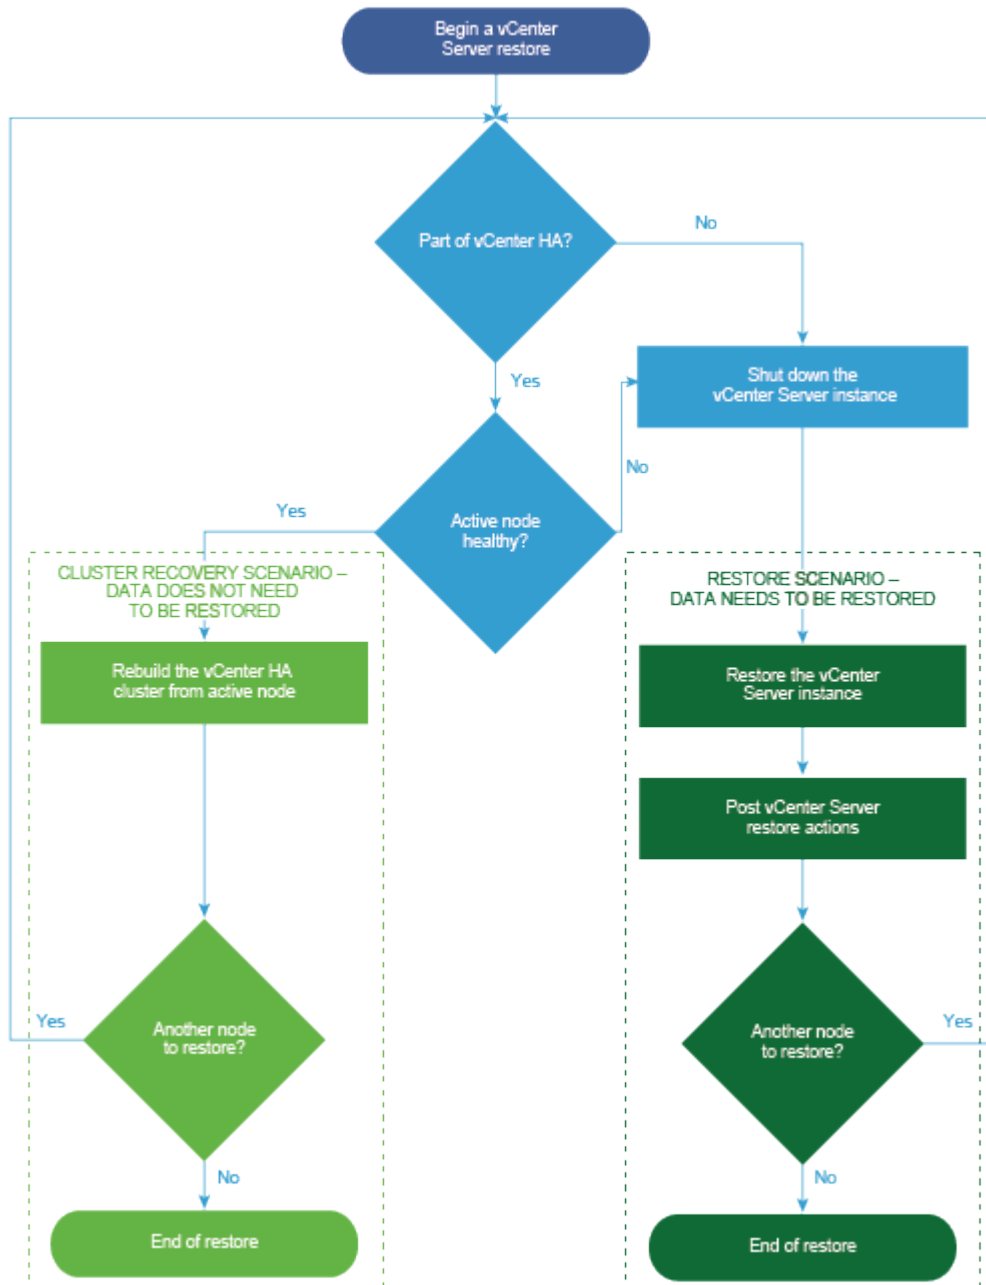 Begin a vCenter
Server restore
Part of vCenter HA?
No
Yes
Shut down the
vCenter Server instance
No
Yes
Active node
healthy?
CLUSTER RECOVERY SCENARIO –
DATA DOES NOT NEED
TO BE RESTORED
RESTORE SCENARIO –
DATA NEEDS TO BE RESTORED
Rebuild the vCenter HA
cluster from active node
Restore the vCenter
Server instance
Post vCenter Server
restore actions
Yes
Another node
to restore?
Another node
to restore?
Yes
No
No
End of restore
End of restore